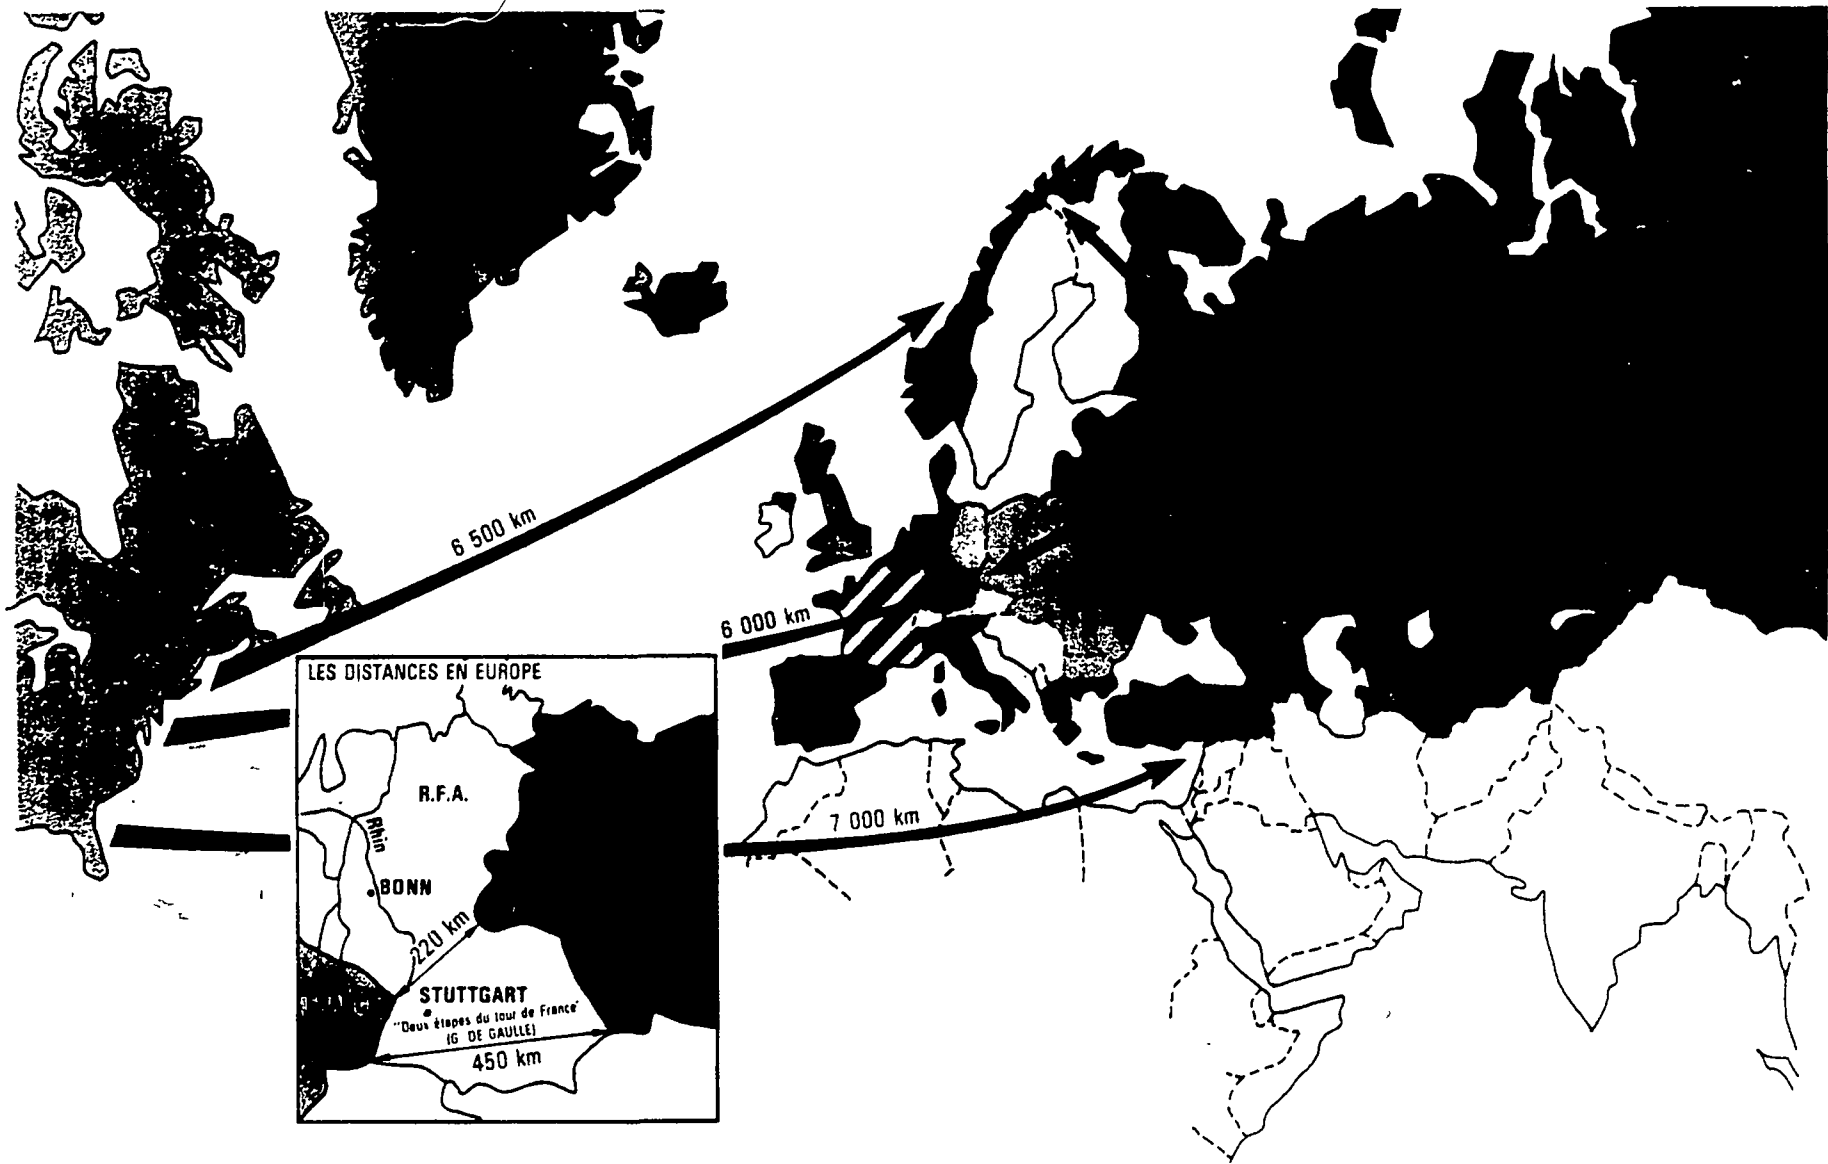 6 500 km
6 000 km
7 000 km
LES DISTANCES EN EUROPE
R.F.A.
Rhin
BONN
220 km
STUTTGART
"Deux étapes du tour de France"
(G. DE GAULLE)
450 km